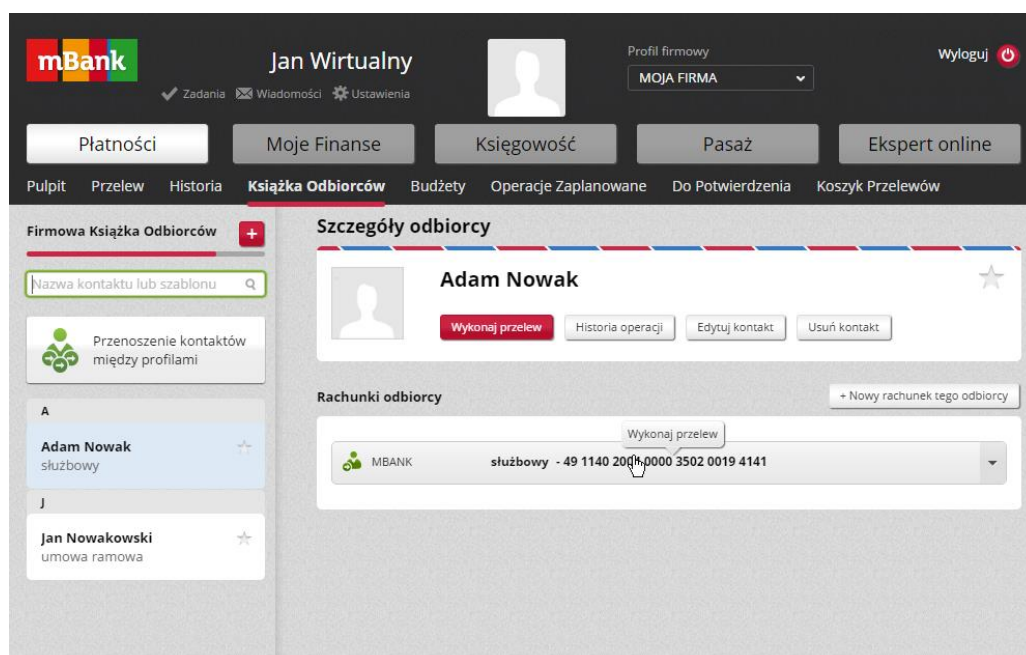 mBank
Jan Wirtualny
Zadania Wiadomości Ustawienia
Profil firmowy
MOJA FIRMA
Wyloguj
Płatności Moje Finanse Księgowość Pasaż Ekspert online
Pulpit Przelew Historia Książka Odbiorców Budżety Operacje Zaplanowane Do Potwierdzenia Koszyk Przelewów
Firmowa Książka Odbiorców +
Nazwa kontaktu lub szablonu
Przenoszenie kontaktów
między profilami
A
Adam Nowak
służbowy
J
Jan Nowakowski
umowa ramowa
Szczegóły odbiorcy
Adam Nowak
Wykonaj przelew Historia operacji Edytuj kontakt Usuń kontakt
Rachunki odbiorcy
+ Nowy rachunek tego odbiorcy
Wykonaj przelew
MBANK służbowy - 49 1140 0000 3502 0019 4141